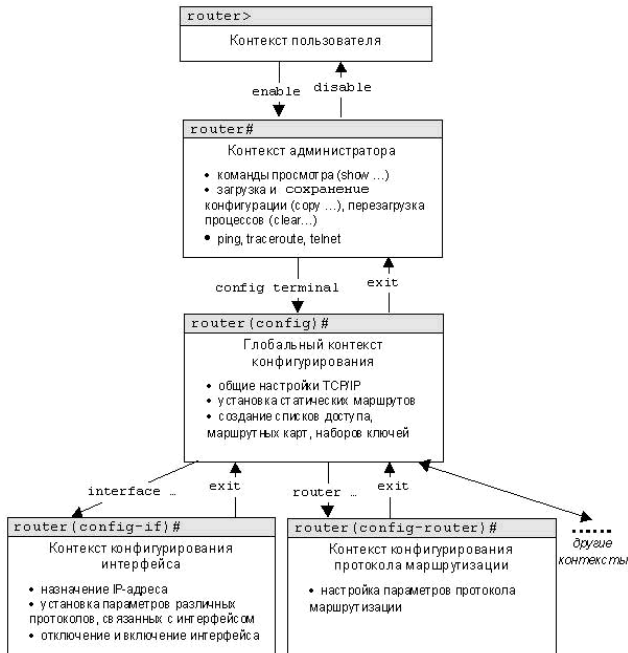 router>
Контекст пользователя
enable
disable
router#
Контекст администратора
• команды просмотра (show ...)
• загрузка и сохранение
конфигурации (copy ...), перезагрузка
процессов (clear...)
• ping, traceroute, telnet
config terminal
exit
router(config)#
Глобальный контекст
конфигурирования
• общие настройки TCP/IP
• установка статических маршрутов
• создание списков доступа,
маршрутных карт, наборов ключей
interface ...
exit
router ...
exit
router(config-if)#
Контекст конфигурирования
интерфейса
• назначение IP-адреса
• установка параметров различных
протоколов, связанных с интерфейсом
• отключение и включение интерфейса
router(config-router)#
Контекст конфигурирования
протокола маршрутизации
• настройка параметров протокола
маршрутизации
......
другие
контексты